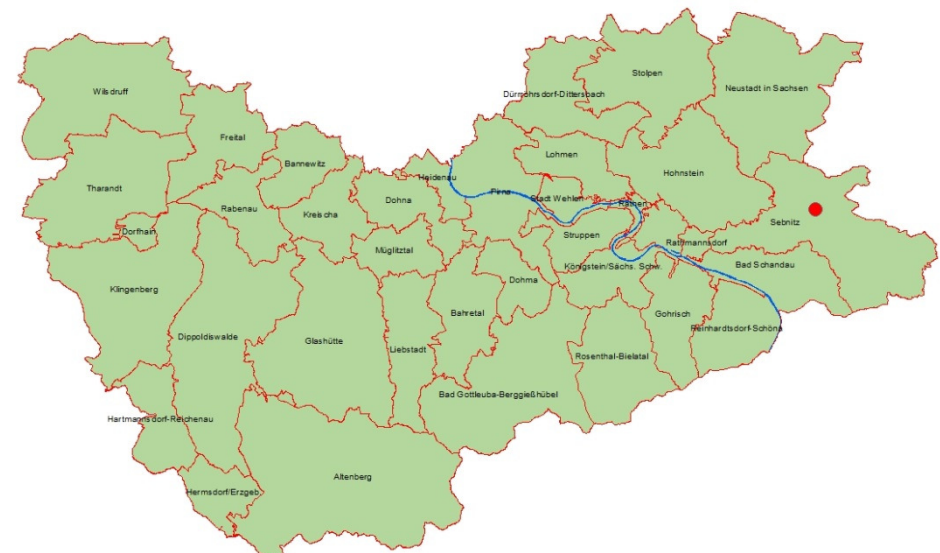 Stolpen
Wilsdruff
Neustadt in Sachsen
Dürrröhrsdorf-Dittersbach
Freital
Lohmen
Bannewitz
Hohnstein
Heidenau
Tharandt
Pirna
Stadt Wehlen
Dohna
Rathen
Rabenau
Kreischa
Sebnitz
Dorfhain
Struppen
Rathmannsdorf
Müglitztal
Bad Schandau
Königstein/Sächs. Schw.
Dohma
Klingenberg
Bahretal
Gohrisch
Reinhardtsdorf-Schöna
Dippoldiswalde
Glashütte
Liebstadt
Rosenthal-Bielatal
Bad Gottleuba-Berggießhübel
Hartmannsdorf-Reichenau
Altenberg
Hermsdorf/Erzgeb.